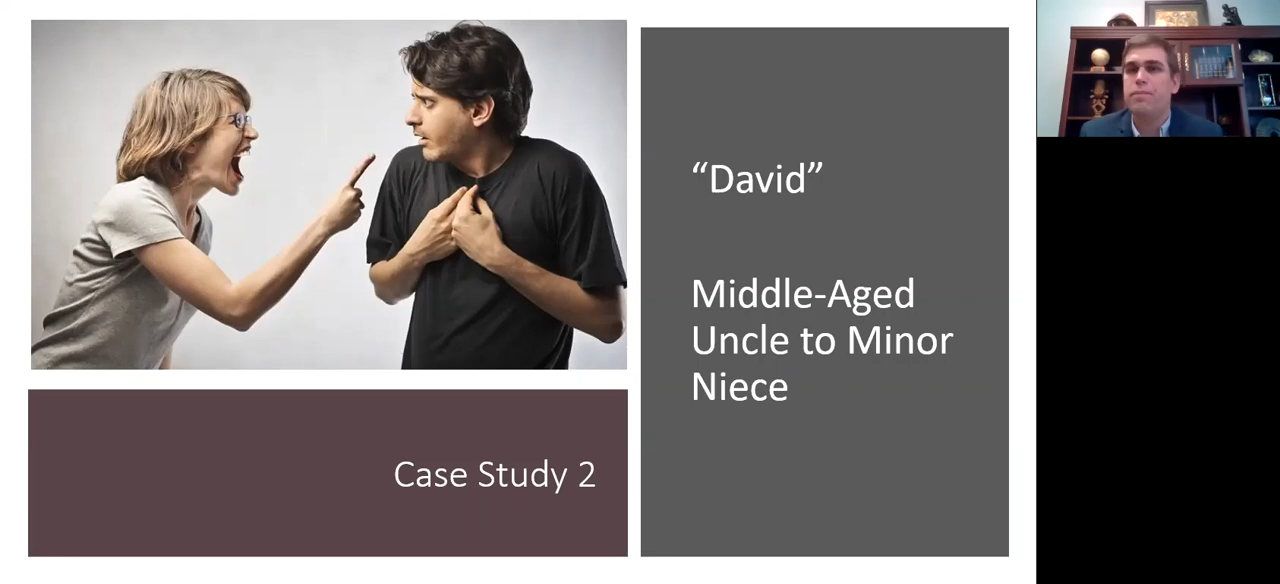 “David”
Middle-Aged
Uncle to Minor
Niece
Case Study 2